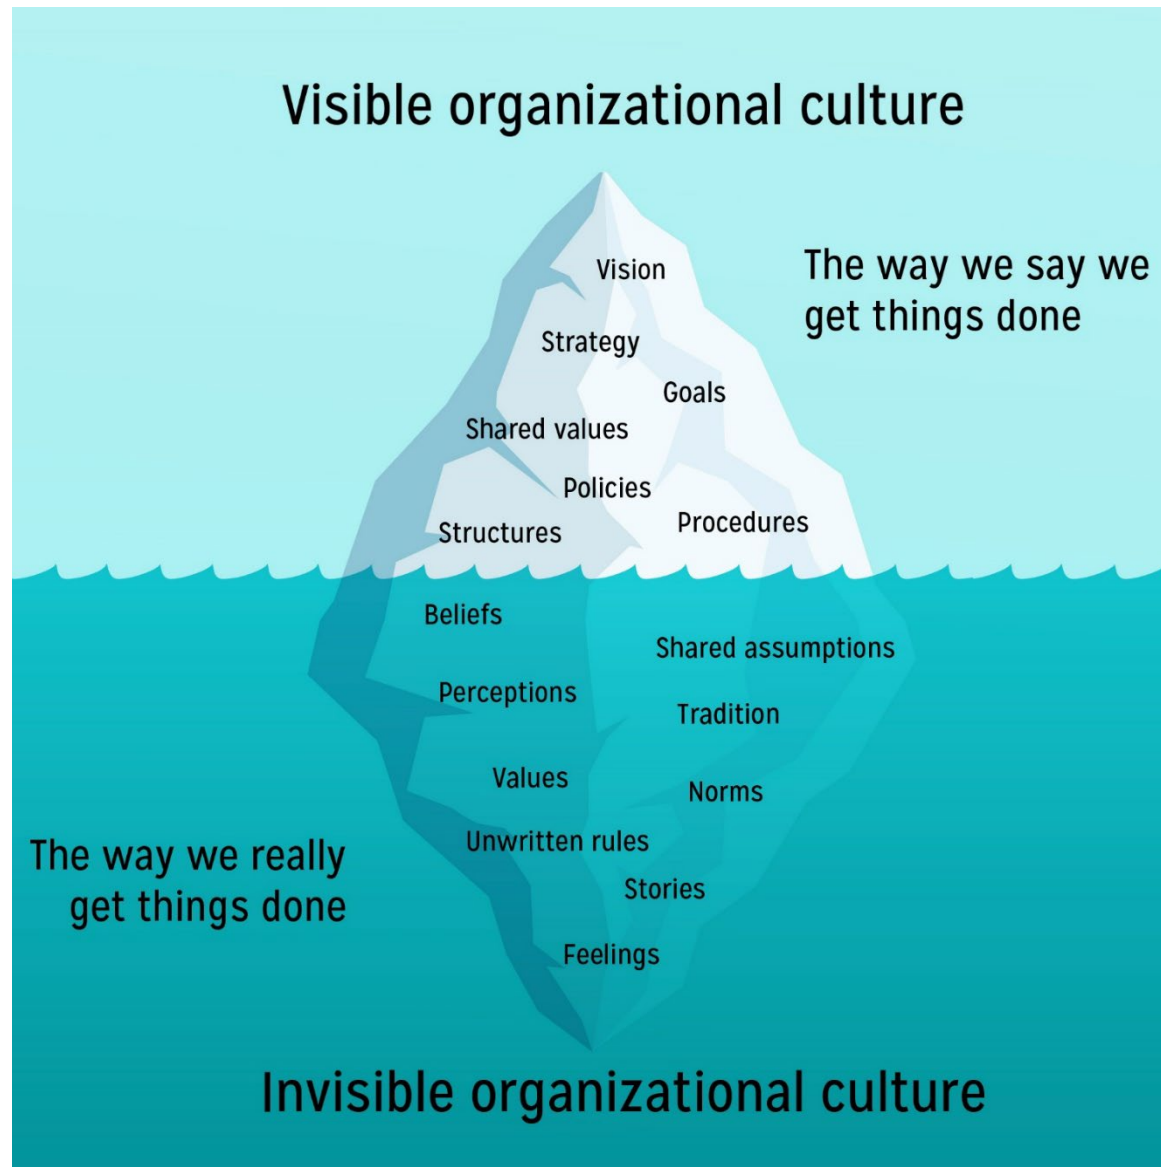 Visible organizational culture
The way we say we
get things done
Vision
Strategy
Goals
Shared values
Policies
Procedures
Structures
Beliefs
Shared assumptions
Perceptions
Tradition
Values
Norms
Unwritten rules
The way we really
get things done
Stories
Feelings
Invisible organizational culture